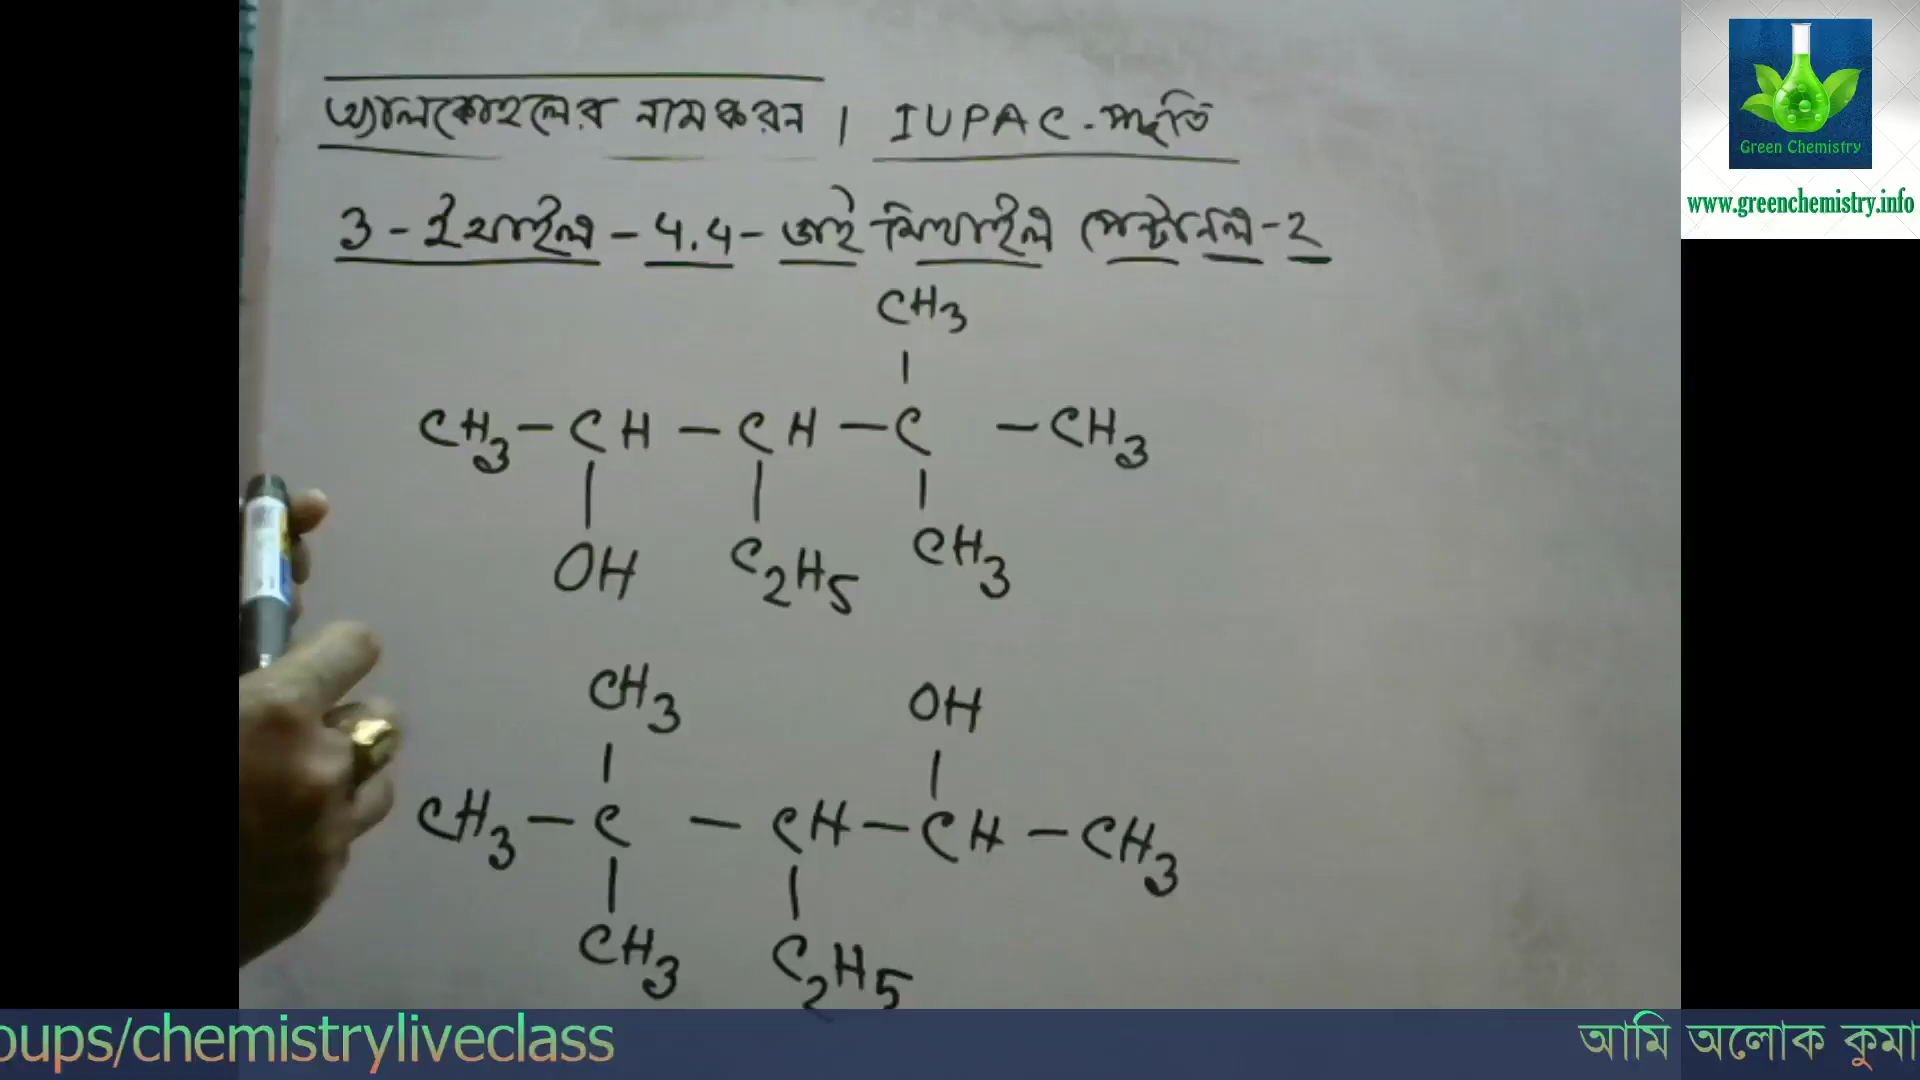 অ্যালকোহলের নামকরন । IUPAC - পদ্ধতি
3 - ইথাইল - 4.4 - ডাই মিথাইল পেন্টানল - 2
CH3
CH3 - CH - CH - C - CH3
OH C2H5 CH3
CH3 OH
CH3 - C - CH - CH - CH3
CH3 C2H5
Green Chemistry
www.greenchemistry.info
oups/chemistryliveclass
আমি অলোক কুমা